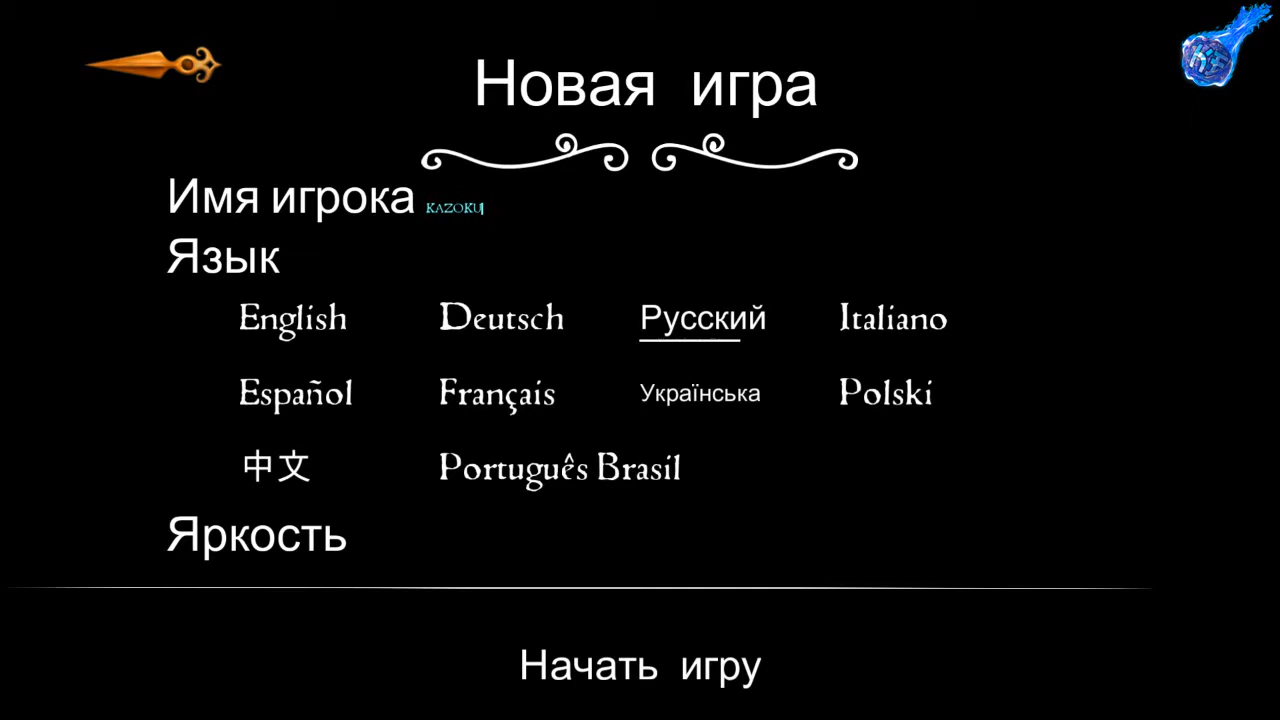 Новая игра
Имя игрока KAZOKU
Язык
English Deutsch Русский Italiano
Español Français Українська Polski
中文 Português Brasil
Яркость
Начать игру